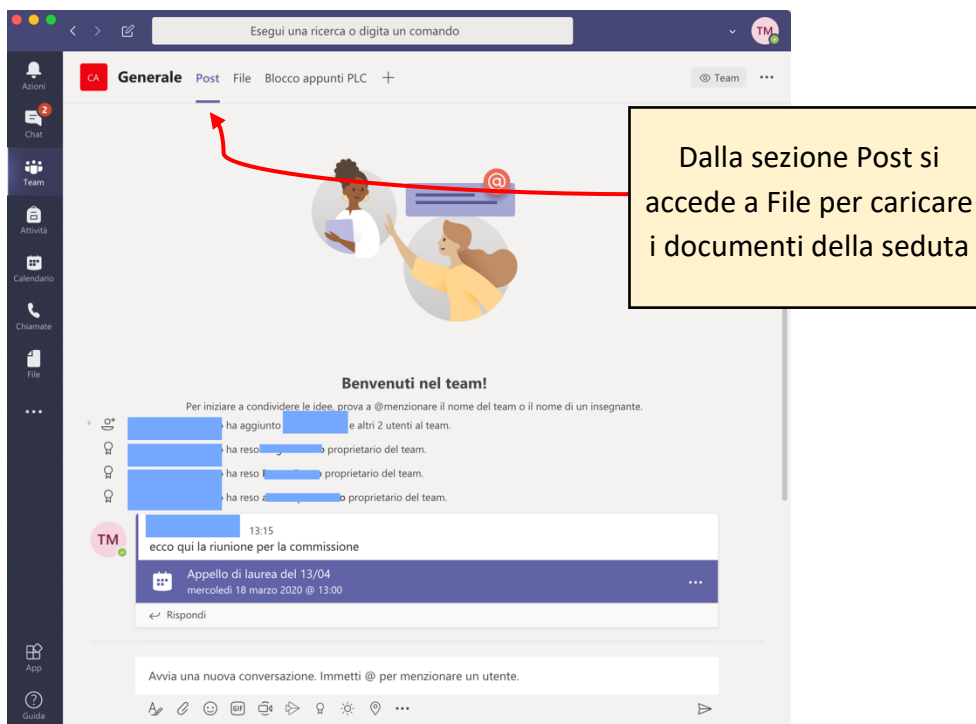 Esegui una ricerca o digita un comando
TM
Azioni
2
Chat
Team
Attività
Calendario
Chiamate
File
App
Guida
CA Generale Post File Blocco appunti PLC
Team
Dalla sezione Post si
accede a File per caricare
i documenti della seduta
@
Benvenuti nel team!
Per iniziare a condividere le idee, prova a @menzionare il nome del team o il nome di un insegnante.
ha aggiunto e altri 2 utenti al team.
ha reso proprietario del team.
ha reso proprietario del team.
ha reso proprietario del team.
TM
13:15
ecco qui la riunione per la commissione
Appello di laurea del 13/04
mercoledì 18 marzo 2020 @ 13:00
Rispondi
Avvia una nuova conversazione. Immetti @ per menzionare un utente.
GIF